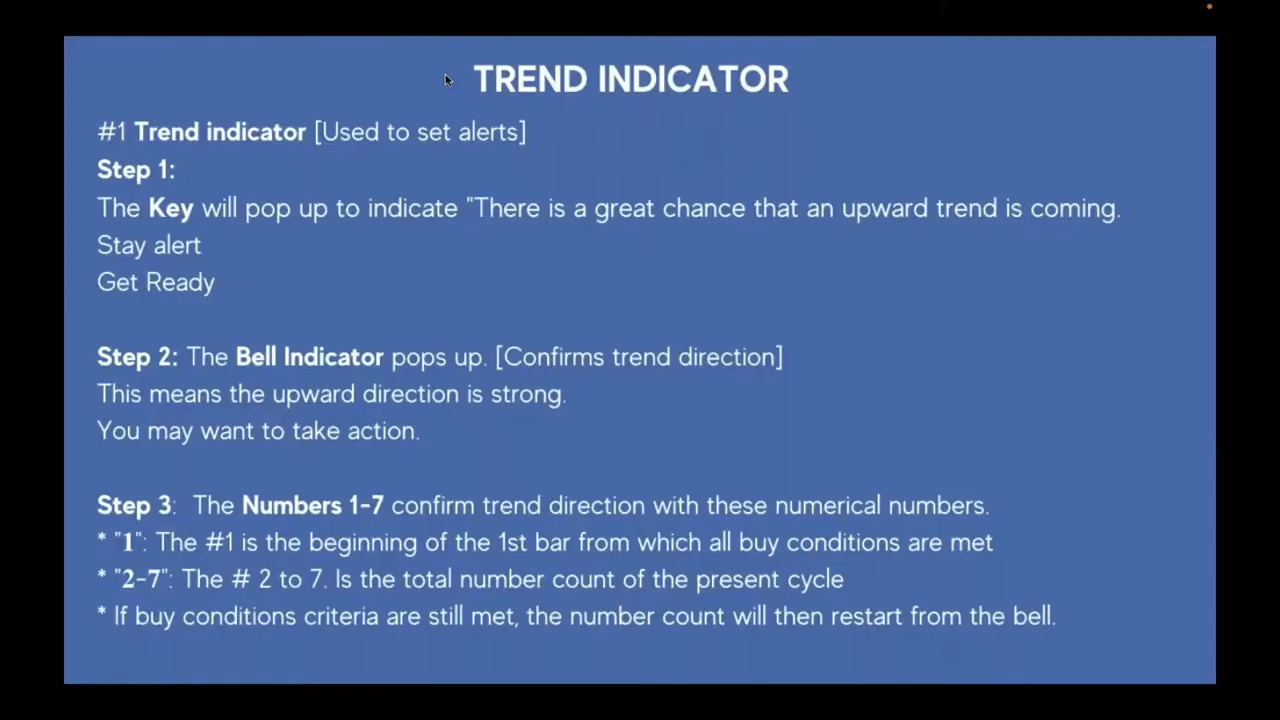 TREND INDICATOR
#1 Trend indicator [Used to set alerts]
Step 1:
The Key will pop up to indicate "There is a great chance that an upward trend is coming.
Stay alert
Get Ready
Step 2: The Bell Indicator pops up. [Confirms trend direction]
This means the upward direction is strong.
You may want to take action.
Step 3: The Numbers 1-7 confirm trend direction with these numerical numbers.
* "1": The #1 is the beginning of the 1st bar from which all buy conditions are met
* "2-7": The # 2 to 7. Is the total number count of the present cycle
* If buy conditions criteria are still met, the number count will then restart from the bell.